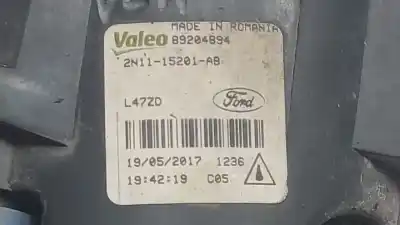 MADE IN ROMANIA
Valeo 89204894
2N11-15201-AB
L47ZD
Ford
19/05/2017 1236
19:42:19 C05